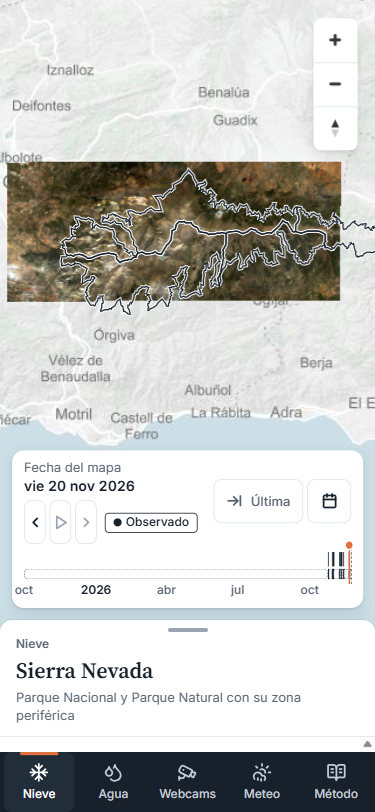 Iznalloz
Benalúa
Deifontes
Guadix
Albolote
Ugíjar
Órgiva
Vélez de
Benaudalla
Berja
Albuñol
Motril
Castell de
Ferro
La Rábita
Adra
Fecha del mapa
vie 20 nov 2026
Última
Observado
oct
2026
abr
jul
oct
Nieve
Sierra Nevada
Parque Nacional y Parque Natural con su zona
periférica
Nieve
Agua
Webcams
Meteo
Método